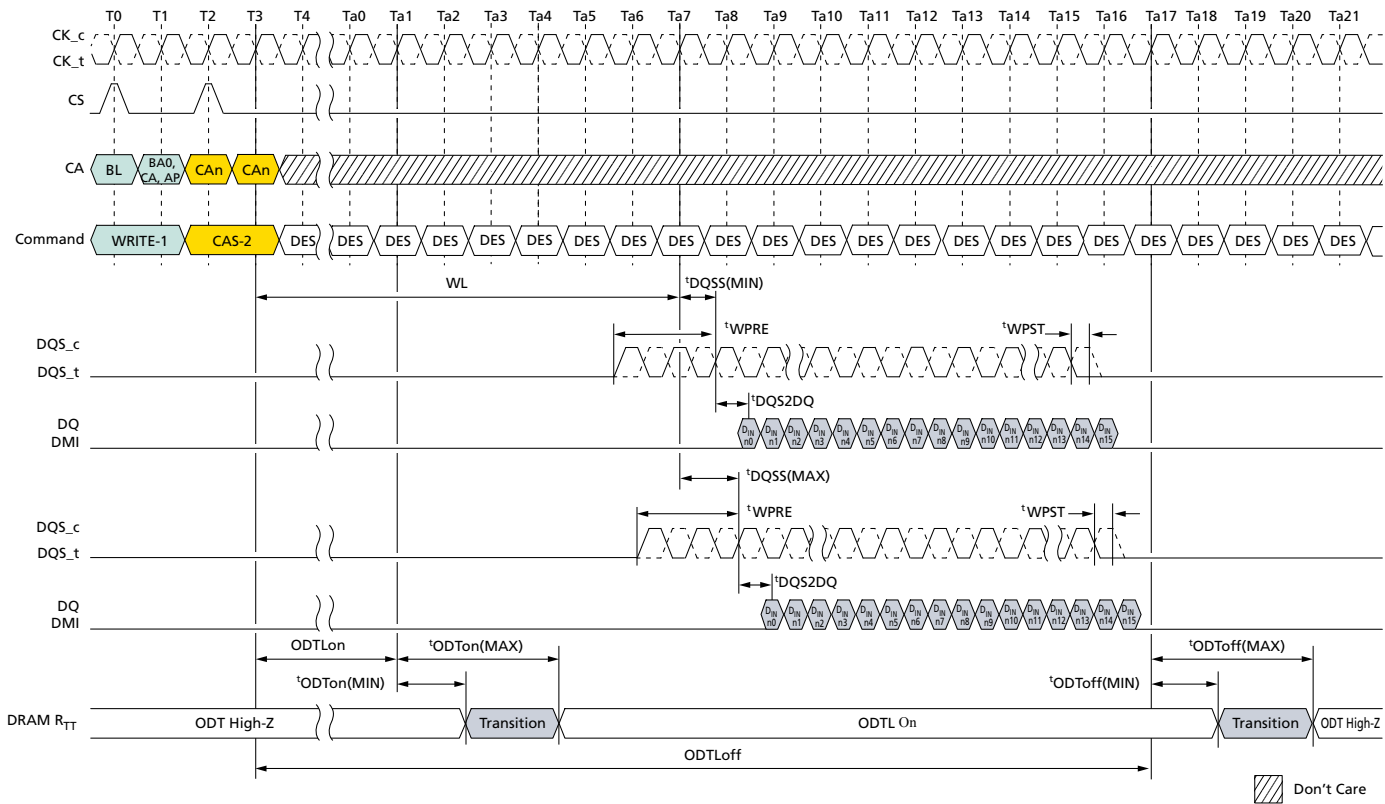 T0 T1 T2 T3 T4 Ta0 Ta1 Ta2 Ta3 Ta4 Ta5 Ta6 Ta7 Ta8 Ta9 Ta10 Ta11 Ta12 Ta13 Ta14 Ta15 Ta16 Ta17 Ta18 Ta19 Ta20 Ta21
CK_c
CK_t
CS
CA
BL
BA0,
CA, AP
CAn CAn
Command WRITE-1 CAS-2 DES DES DES DES DES DES DES DES DES DES DES DES DES DES DES DES DES DES DES DES DES DES DES
WL
tDQSS(MIN)
tWPRE
tWPST
DQS_c
DQS_t
tDQS2DQ
DQ
DMI
DIN DIN DIN DIN DIN DIN DIN DIN DIN DIN DIN DIN DIN DIN DIN DIN
n0 n1 n2 n3 n4 n5 n6 n7 n8 n9 n10 n11 n12 n13 n14 n15
tDQSS(MAX)
tWPRE
tWPST
DQS_c
DQS_t
tDQS2DQ
DQ
DMI
DIN DIN DIN DIN DIN DIN DIN DIN DIN DIN DIN DIN DIN DIN DIN DIN
n0 n1 n2 n3 n4 n5 n6 n7 n8 n9 n10 n11 n12 n13 n14 n15
ODTLon tODTon(MAX) tODToff(MAX)
tODTon(MIN) tODToff(MIN)
DRAM RTT ODT High-Z Transition ODTL On Transition ODT High-Z
ODTLoff
Don't Care